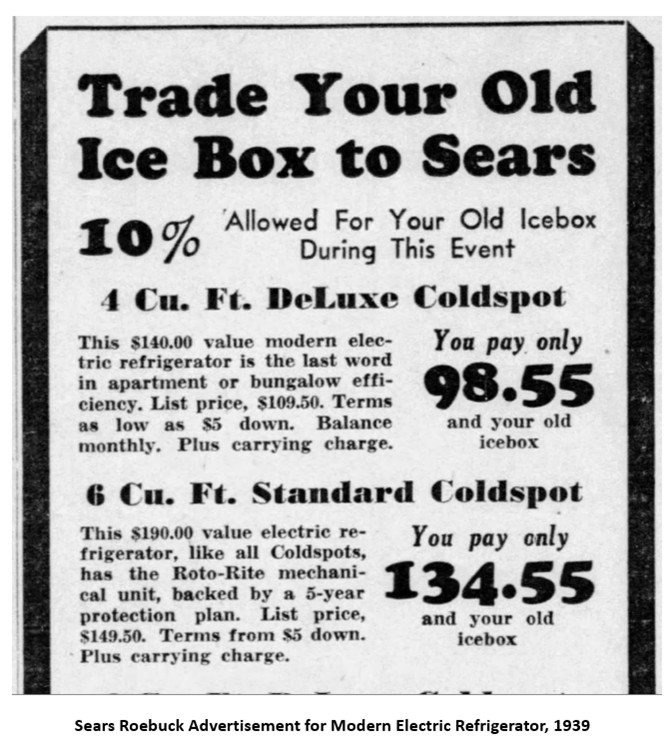 Trade Your Old
Ice Box to Sears
10% Allowed For Your Old Icebox
During This Event
4 Cu. Ft. DeLuxe Coldspot
This $140.00 value modern elec-
tric refrigerator is the last word
in apartment or bungalow effi-
ciency. List price, $109.50. Terms
as low as $5 down. Balance
monthly. Plus carrying charge.
You pay only
98.55
and your old
icebox
6 Cu. Ft. Standard Coldspot
This $190.00 value electric re-
frigerator, like all Coldspots,
has the Roto-Rite mechani-
cal unit, backed by a 5-year
protection plan. List price,
$149.50. Terms from $5 down.
Plus carrying charge.
You pay only
134.55
and your old
icebox
Sears Roebuck Advertisement for Modern Electric Refrigerator, 1939